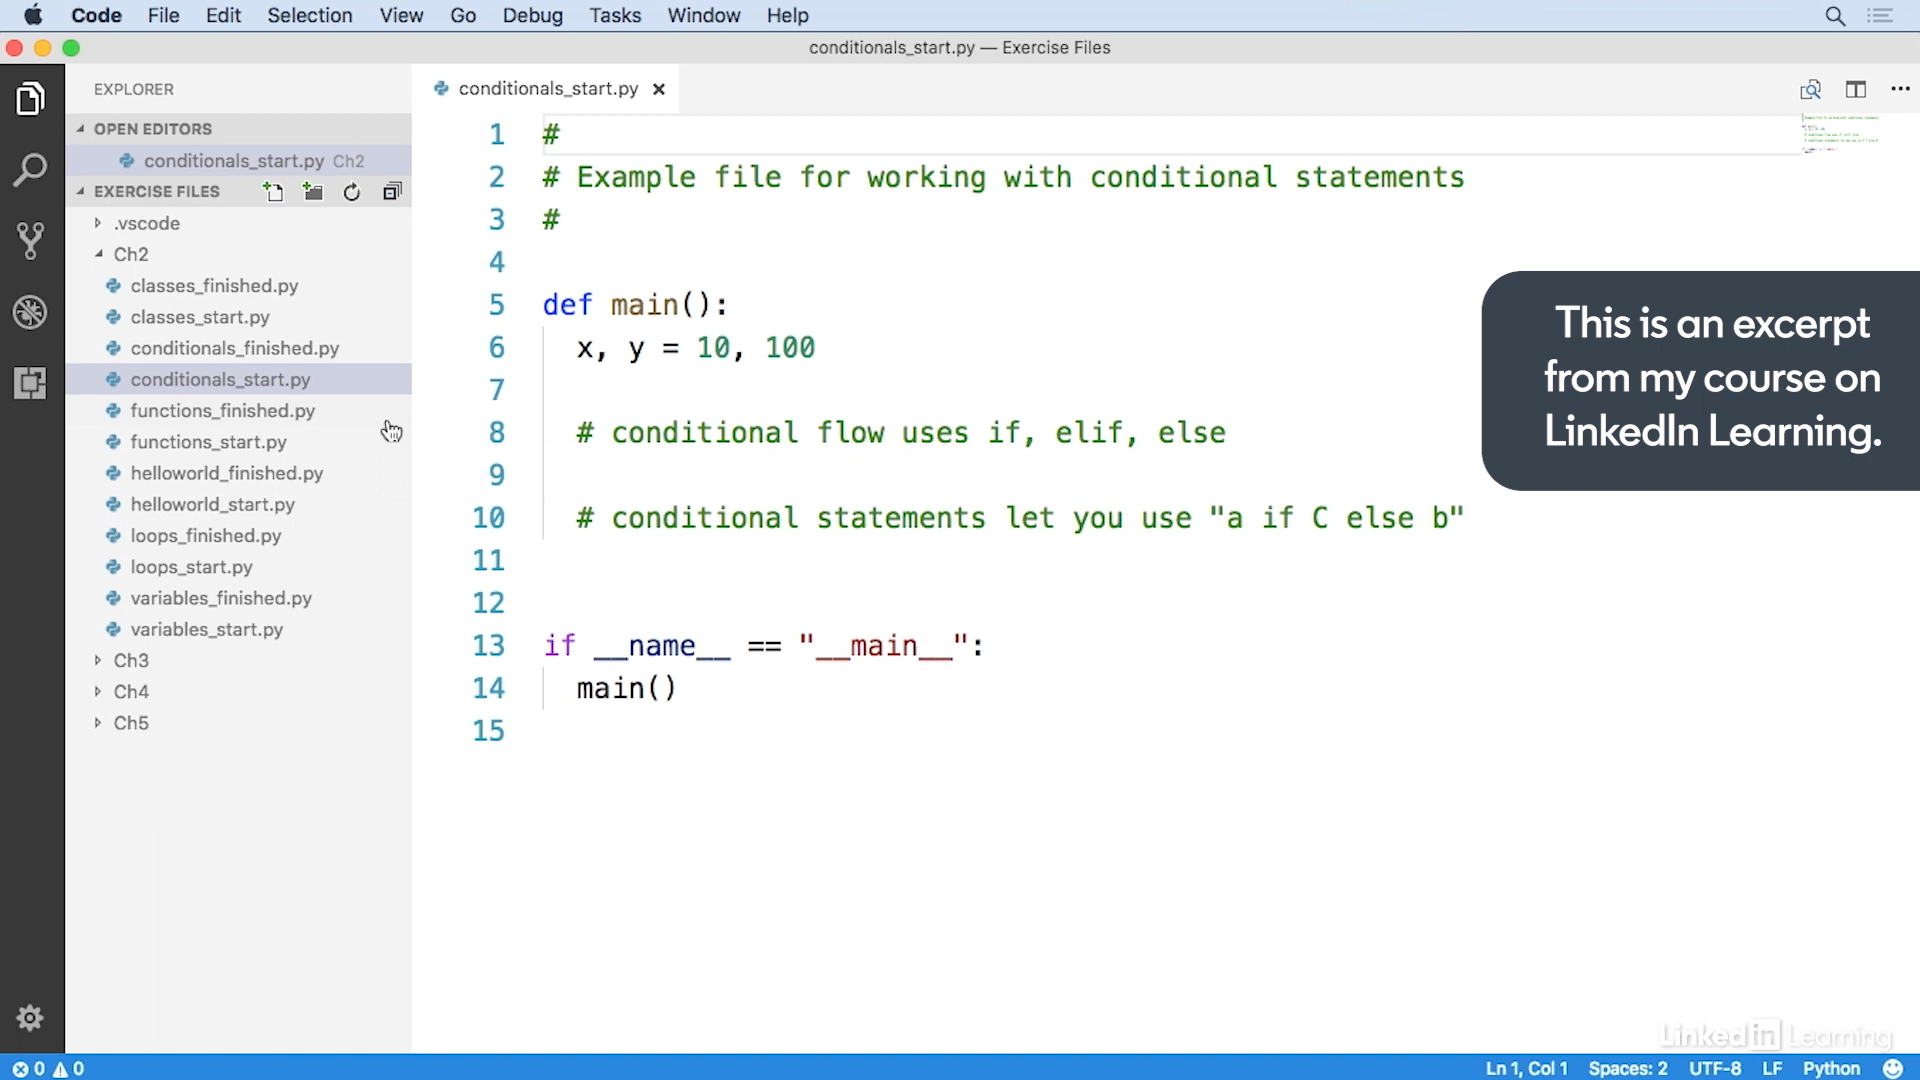 Code File Edit Selection View Go Debug Tasks Window Help
conditionals_start.py — Exercise Files
EXPLORER
OPEN EDITORS
conditionals_start.py Ch2
EXERCISE FILES
.vscode
Ch2
classes_finished.py
classes_start.py
conditionals_finished.py
conditionals_start.py
functions_finished.py
functions_start.py
helloworld_finished.py
helloworld_start.py
loops_finished.py
loops_start.py
variables_finished.py
variables_start.py
Ch3
Ch4
Ch5
conditionals_start.py
1 #
2 # Example file for working with conditional statements
3 #
4
5 def main():
6 x, y = 10, 100
7
8 # conditional flow uses if, elif, else
9
10 # conditional statements let you use "a if C else b"
11
12
13 if __name__ == "__main__":
14 main()
15
This is an excerpt
from my course on
LinkedIn Learning.
Linked in Learning
0 0 Ln 1, Col 1 Spaces: 2 UTF-8 LF Python